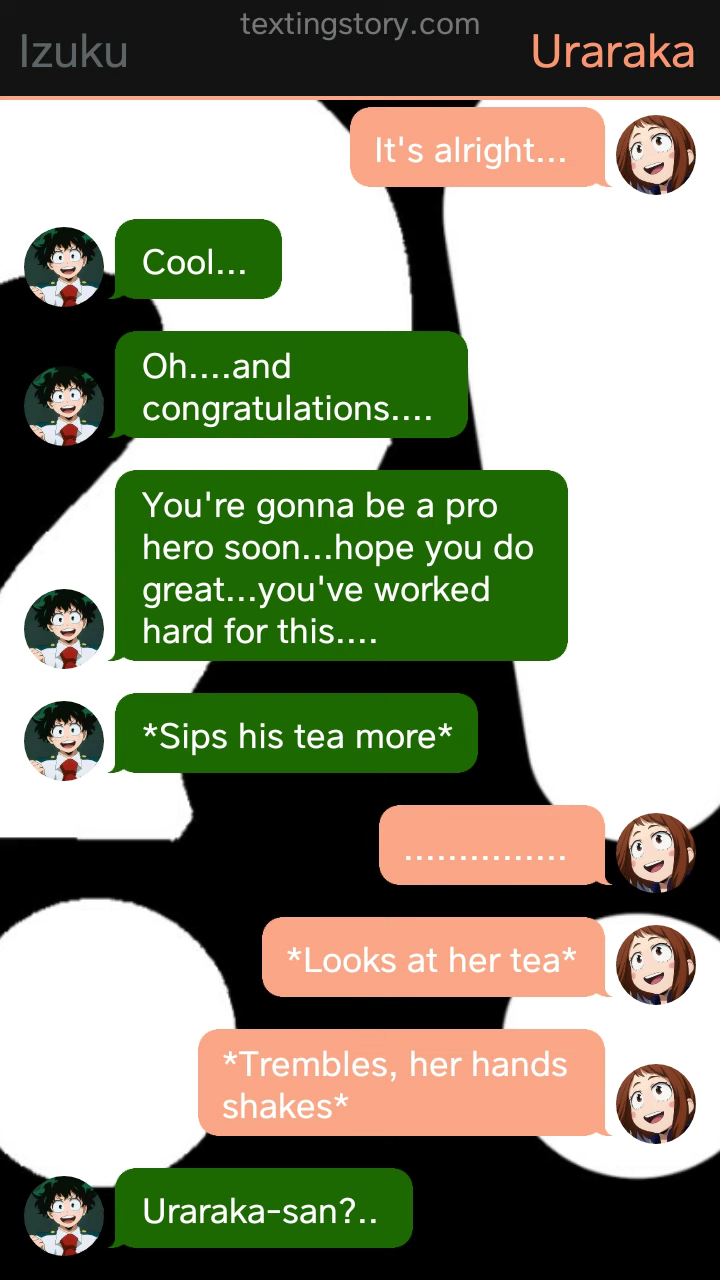 textingstory.com
Izuku
Uraraka
It's alright...
Cool...
Oh....and
congratulations....
You're gonna be a pro
hero soon...hope you do
great...you've worked
hard for this....
*Sips his tea more*
...............
*Looks at her tea*
*Trembles, her hands
shakes*
Uraraka-san?..